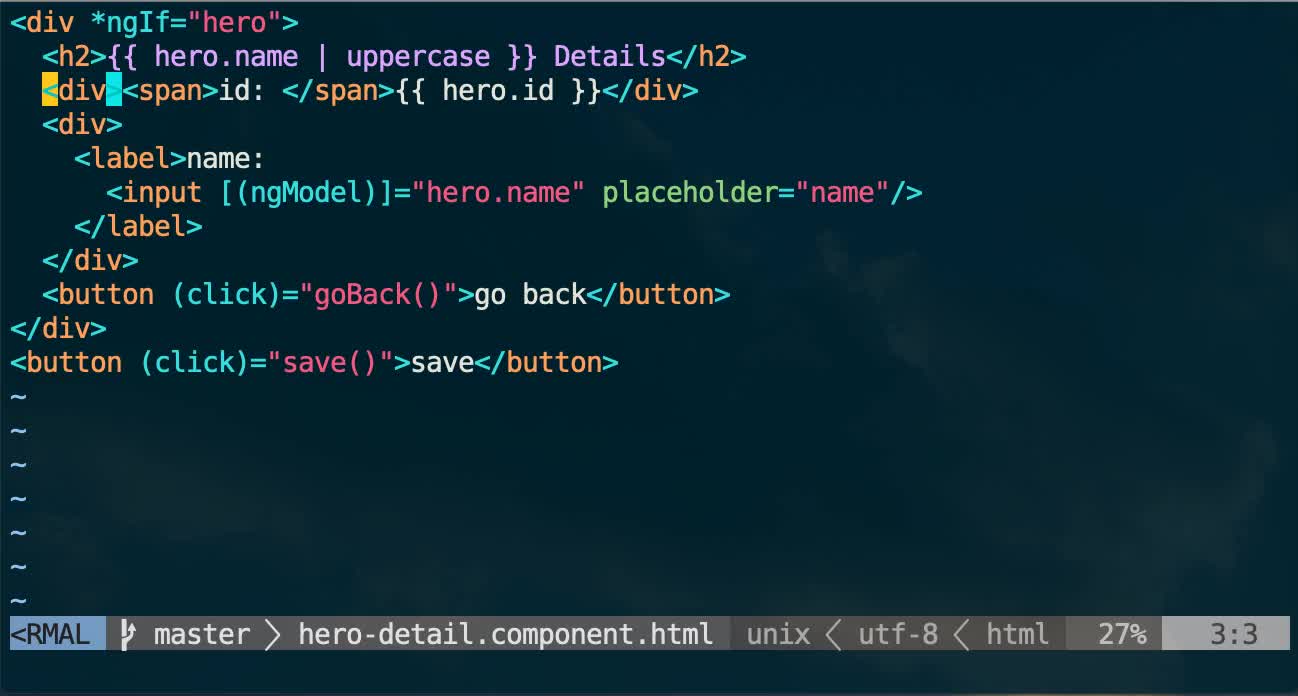 <div *ngIf="hero">
  <h2>{{ hero.name | uppercase }} Details</h2>
  <div><span>id: </span>{{ hero.id }}</div>
  <div>
    <label>name:
      <input [(ngModel)]="hero.name" placeholder="name"/>
    </label>
  </div>
  <button (click)="goBack()">go back</button>
</div>
<button (click)="save()">save</button>
~
~
~
~
~
~
~
<RMAL master hero-detail.component.html unix utf-8 html 27% 3:3